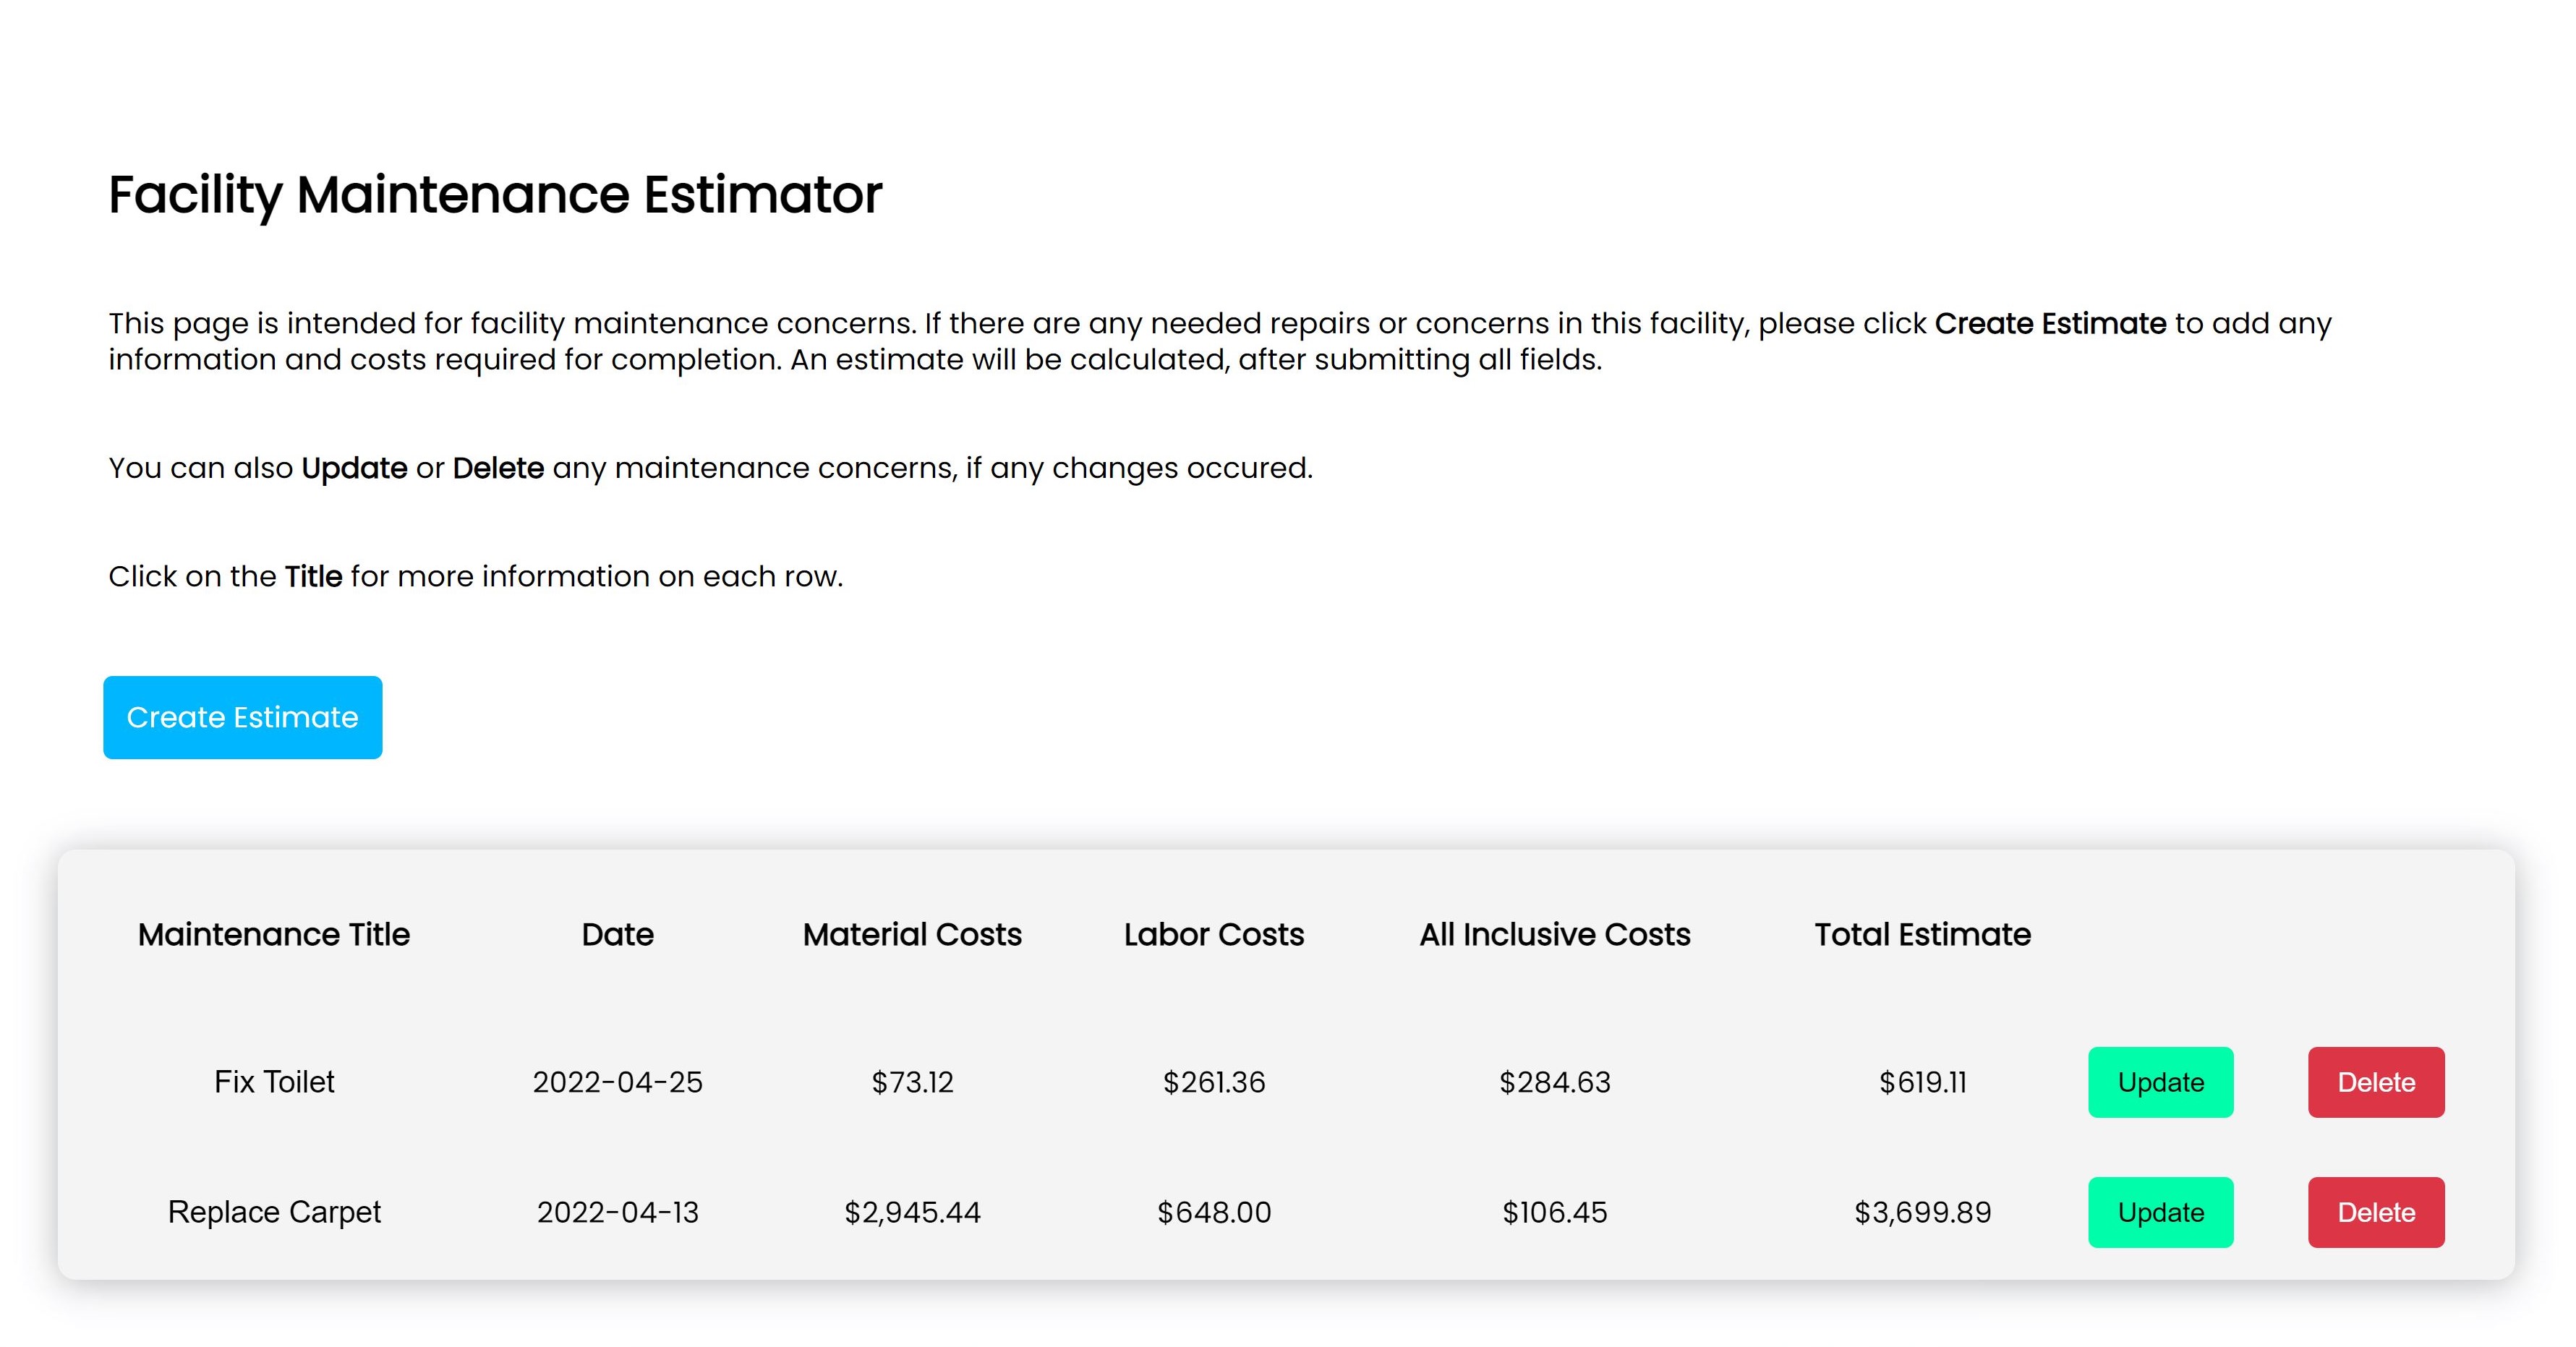 Facility Maintenance Estimator
This page is intended for facility maintenance concerns. If there are any needed repairs or concerns in this facility, please click Create Estimate to add any
information and costs required for completion. An estimate will be calculated, after submitting all fields.
You can also Update or Delete any maintenance concerns, if any changes occured.
Click on the Title for more information on each row.
Create Estimate
Maintenance Title Date Material Costs Labor Costs All Inclusive Costs Total Estimate
Fix Toilet 2022-04-25 $73.12 $261.36 $284.63 $619.11 Update Delete
Replace Carpet 2022-04-13 $2,945.44 $648.00 $106.45 $3,699.89 Update Delete